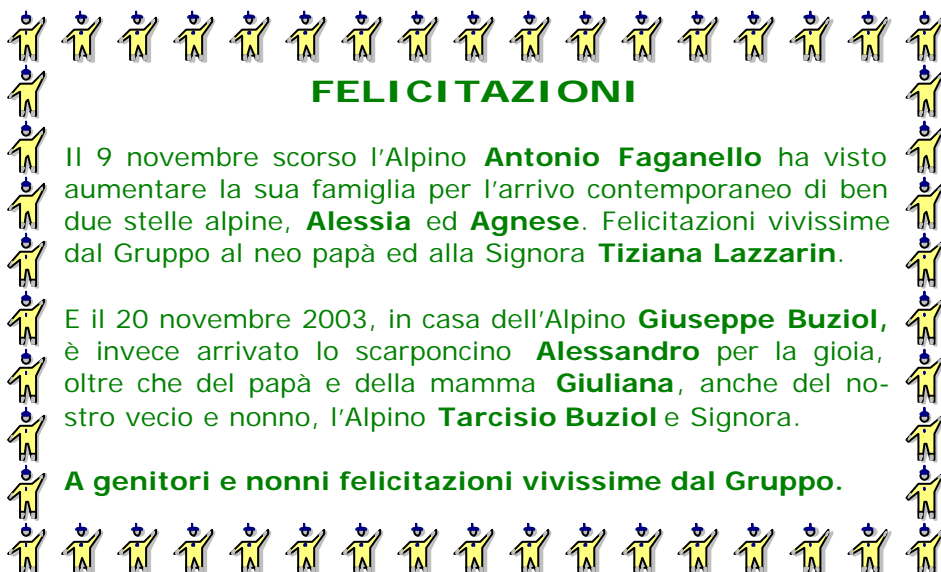 FELICITAZIONI
Il 9 novembre scorso l'Alpino Antonio Faganello ha visto
aumentare la sua famiglia per l'arrivo contemporaneo di ben
due stelle alpine, Alessia ed Agnese. Felicitazioni vivissime
dal Gruppo al neo papà ed alla Signora Tiziana Lazzarin.
E il 20 novembre 2003, in casa dell'Alpino Giuseppe Buziol,
è invece arrivato lo scarponcino Alessandro per la gioia,
oltre che del papà e della mamma Giuliana, anche del no-
stro vecio e nonno, l'Alpino Tarcisio Buziol e Signora.
A genitori e nonni felicitazioni vivissime dal Gruppo.